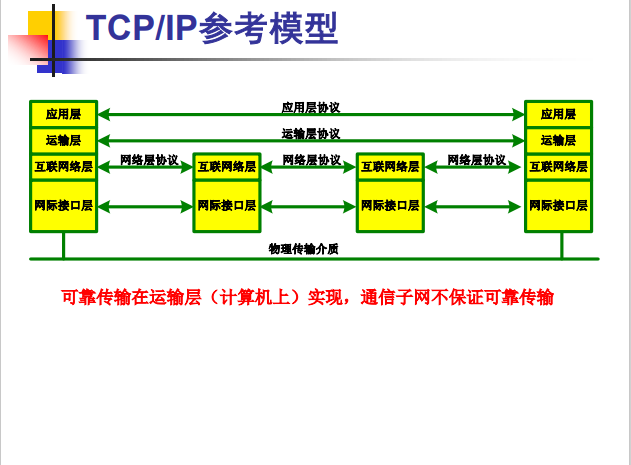 TCP/IP参考模型
应用层协议
应用层
应用层
运输层协议
运输层
运输层
互联网络层
网络层协议
互联网络层
网络层协议
互联网络层
网络层协议
互联网络层
网际接口层
网际接口层
网际接口层
网际接口层
物理传输介质
可靠传输在运输层（计算机上）实现，通信子网不保证可靠传输